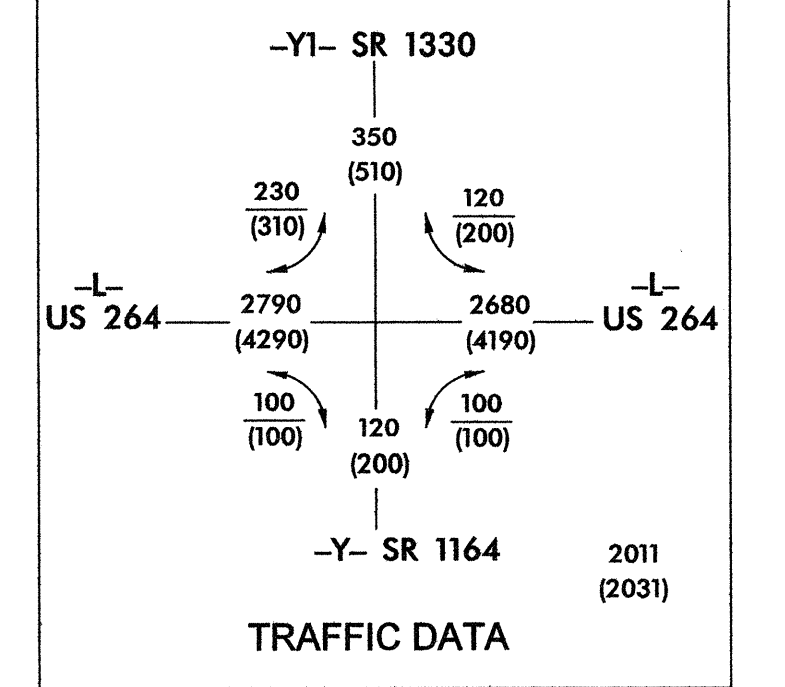 –Y1– SR 1330
350
(510)
230
(310)
120
(200)
–L–
US 264
2790
(4290)
2680
(4190)
–L–
US 264
100
(100)
120
(200)
100
(100)
–Y– SR 1164
2011
(2031)
TRAFFIC DATA